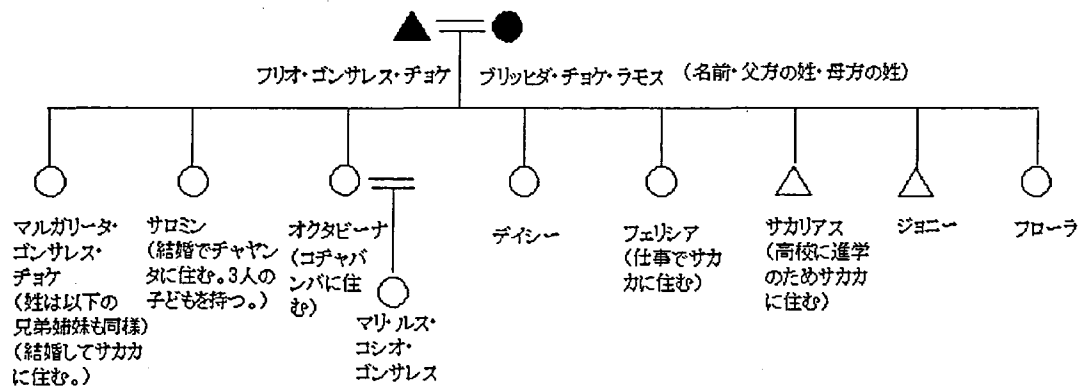 フリオ・ゴンサレス・チョケ
ブリッヒダ・チョケ・ラモス
(名前・父方の姓・母方の姓)
マルガリータ・
ゴンサレス・
チョケ
(姓は以下の
兄弟姉妹も同様)
(結婚してサカカ
に住む。)
サロミン
(結婚でチャヤン
タに住む。3人の
子どもを持つ。)
オクタビーナ
(コチャバ
ンバに住
む)
マリ・ルス・
コシオ・
ゴンサレス
デイシー
フェリシア
(仕事でサカ
カに住む)
サカリアス
(高校に進学
のためサカカ
に住む)
ジョニー
フローラ